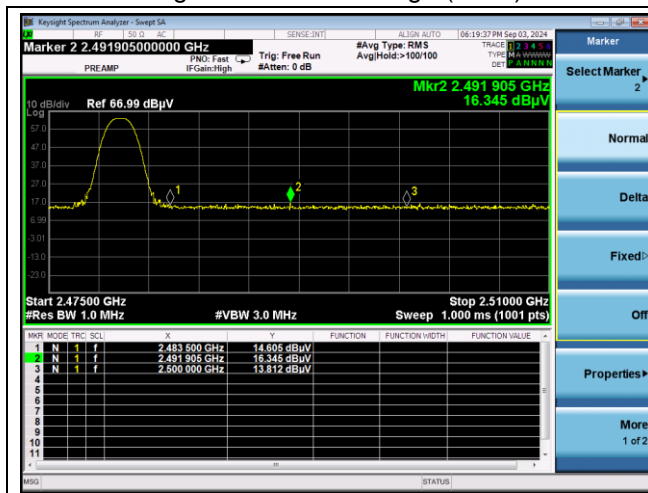 Keysight Spectrum Analyzer - Swept SA
RF 50 Ω AC SENSE:INT ALIGN AUTO 06:19:37 PM Sep 03, 2024
Marker 2 2.491905000000 GHz
PREAMP
PNO: Fast
IFGain:High
Trig: Free Run
#Atten: 0 dB
#Avg Type: RMS
Avg|Hold:>100/100
TRACE 1 2 3 4 5 6
TYPE M A W W W W W
DET P A N N N N
Mkr2 2.491 905 GHz
16.345 dBµV
10 dB/div Ref 66.99 dBµV
Log
57.0
47.0
37.0
27.0
17.0
6.99
-3.01
-13.0
-23.0
1
2
3
Start 2.47500 GHz Stop 2.51000 GHz
#Res BW 1.0 MHz #VBW 3.0 MHz Sweep 1.000 ms (1001 pts)
MKR MODE TRC SCL X Y FUNCTION FUNCTION WIDTH FUNCTION VALUE
1 N 1 f 2.483 500 GHz 14.605 dBµV
2 N 1 f 2.491 905 GHz 16.345 dBµV
3 N 1 f 2.500 000 GHz 13.812 dBµV
4
5
6
7
8
9
10
11
MSG STATUS
Marker
Select Marker
2
Normal
Delta
Fixed
Off
Properties
More
1 of 2